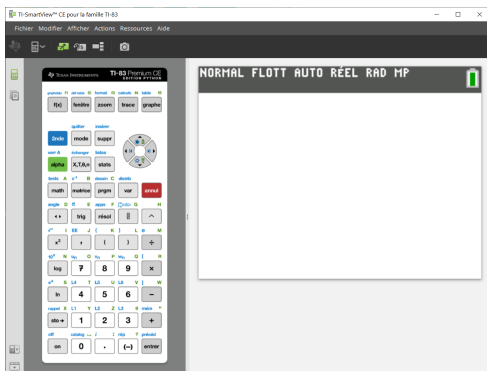 TI-SmartView™ CE pour la famille TI-83
Fichier Modifier Afficher Actions Ressources Aide
TEXAS INSTRUMENTS TI-83 Premium CE
EDITION PYTHON
f(x) fenêtre zoom trace graphe
quitter insérer
2nde mode suppr
échanger listes
alpha X,T,θ,n stats
math matrice prgm var annul
trig résol
x² , ( ) ÷
log 7 8 9 ×
ln 4 5 6 −
sto→ 1 2 3 +
on 0 . (−) entrer
NORMAL FLOTT AUTO RÉEL RAD MP